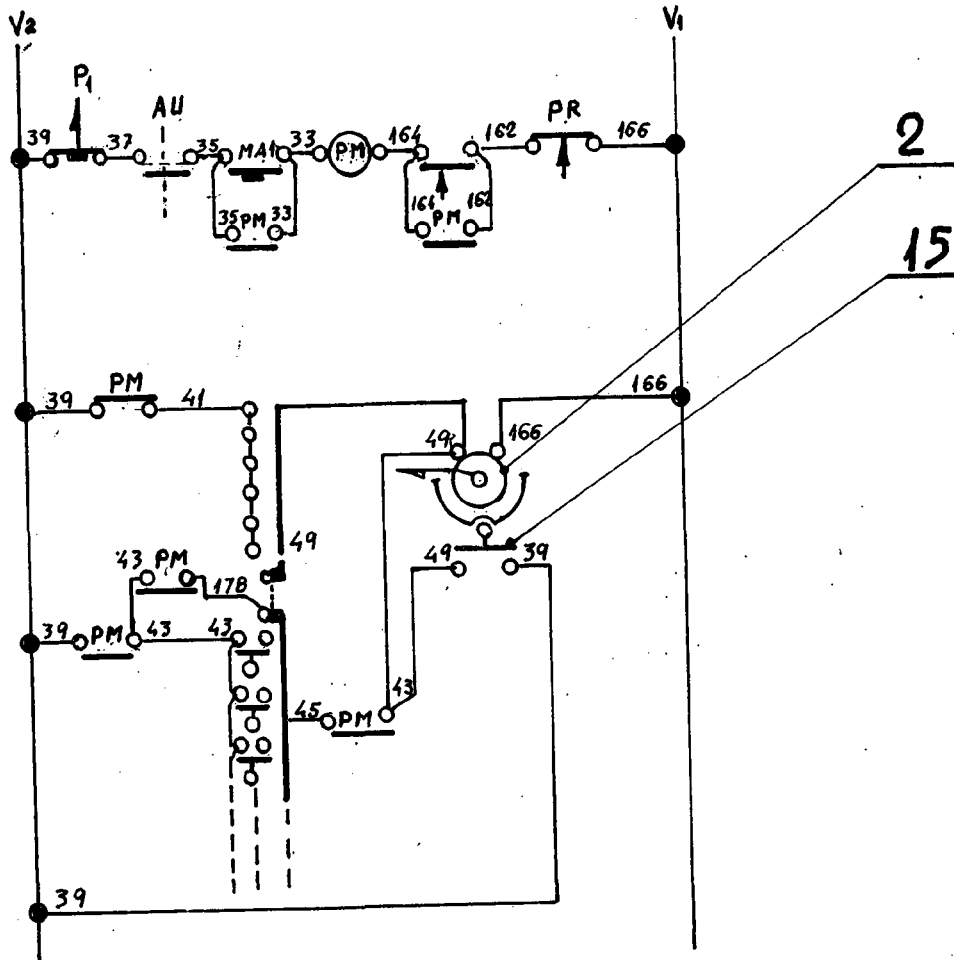 V2 V1
P1 AU PR 2
39 37 35 MA1 33 PM 164 162 166
35 PM 33 164 PM 162
15
PM 166
39 41
49 166
49 49 39
43 PM 17B
39 PM 43 43
43
45 PM
39